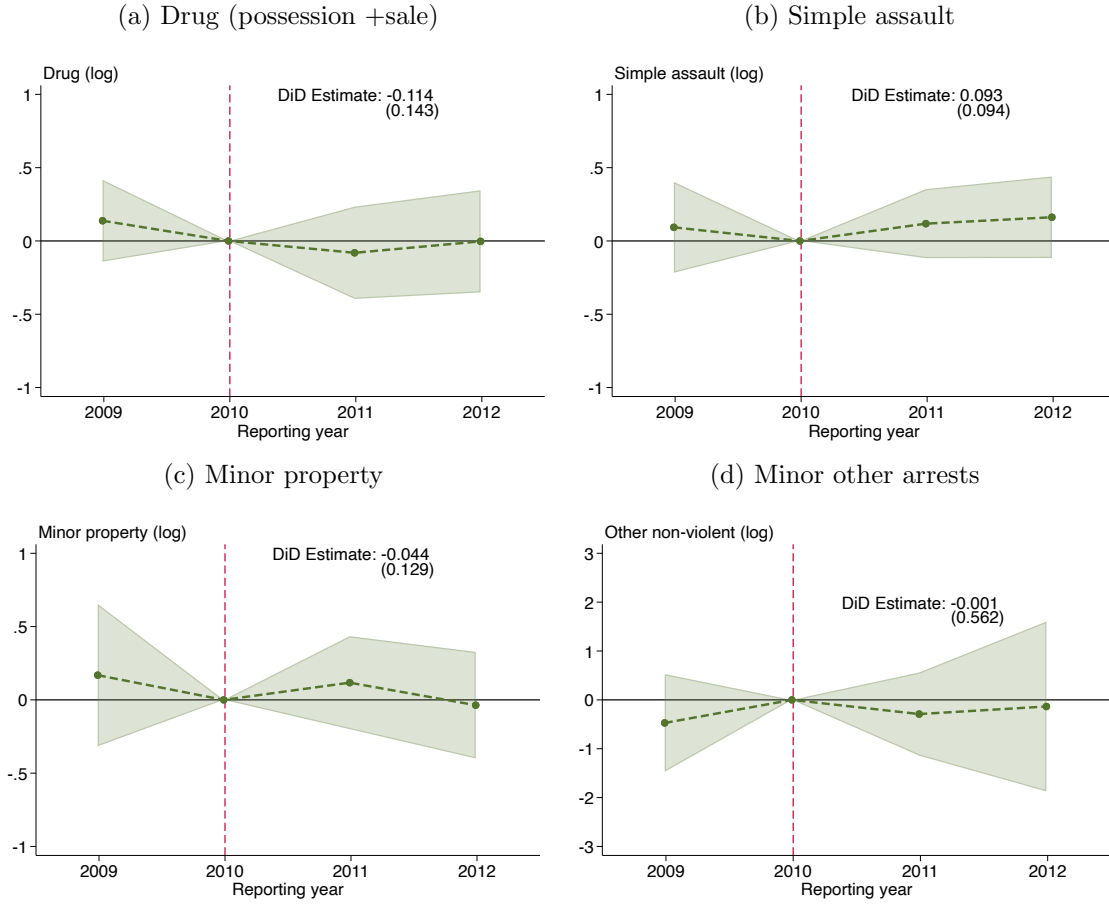 (a) Drug (possession +sale)
Drug (log)
DiD Estimate: -0.114
(0.143)
1
.5
0
-.5
-1
2009 2010 2011 2012
Reporting year
(b) Simple assault
Simple assault (log)
DiD Estimate: 0.093
(0.094)
1
.5
0
-.5
-1
2009 2010 2011 2012
Reporting year
(c) Minor property
Minor property (log)
DiD Estimate: -0.044
(0.129)
1
.5
0
-.5
-1
2009 2010 2011 2012
Reporting year
(d) Minor other arrests
Other non-violent (log)
DiD Estimate: -0.001
(0.562)
3
2
1
0
-1
-2
-3
2009 2010 2011 2012
Reporting year